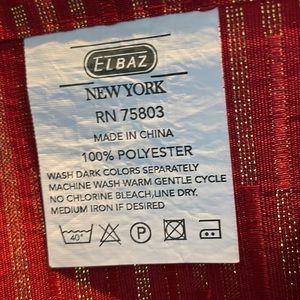 ELBAZ
NEW YORK
RN 75803
MADE IN CHINA
100% POLYESTER
WASH DARK COLORS SEPARATELY
MACHINE WASH WARM GENTLE CYCLE
NO CHLORINE BLEACH,LINE DRY.
MEDIUM IRON IF DESIRED
40° P